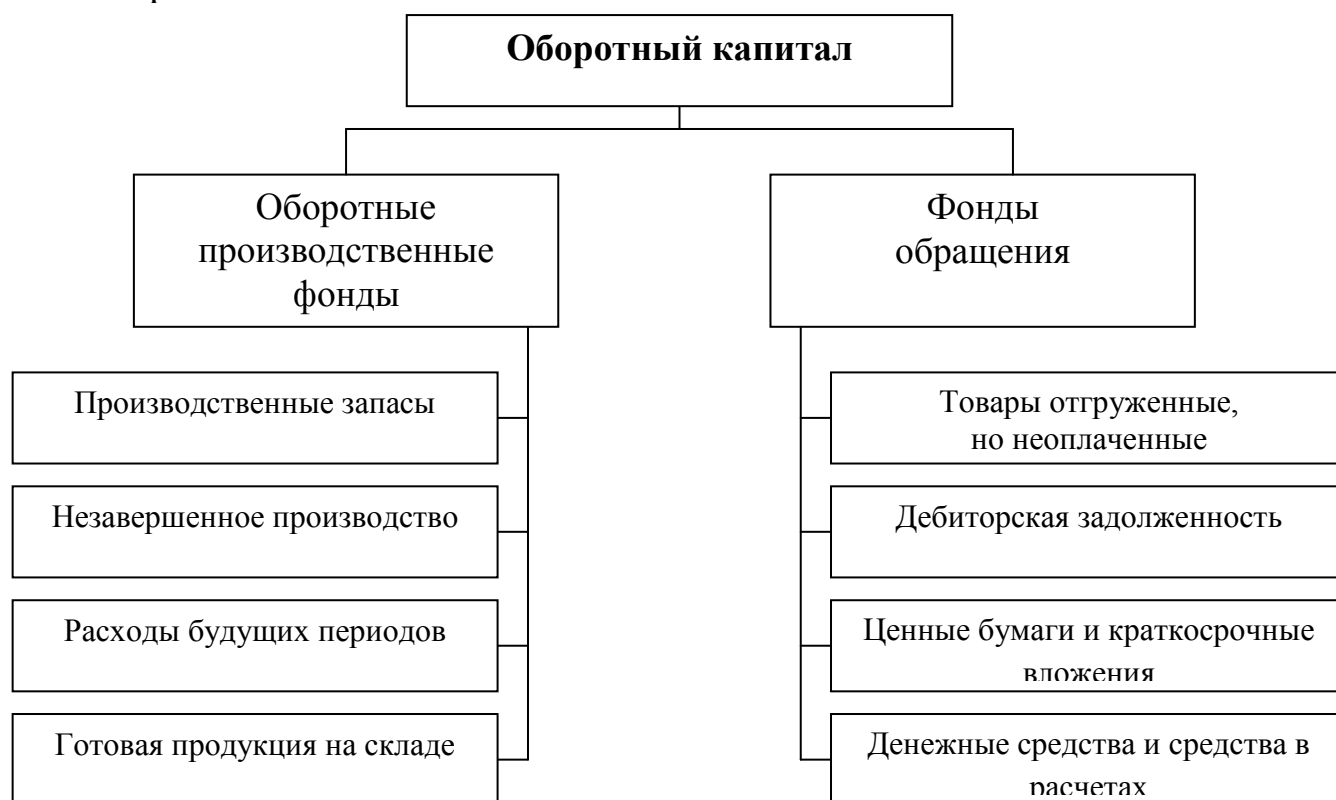 Оборотный капитал
Оборотные
производственные
фонды
Фонды
обращения
Производственные запасы
Незавершенное производство
Расходы будущих периодов
Готовая продукция на складе
Товары отгруженные,
но неоплаченные
Дебиторская задолженность
Ценные бумаги и краткосрочные
вложения
Денежные средства и средства в
расчетах